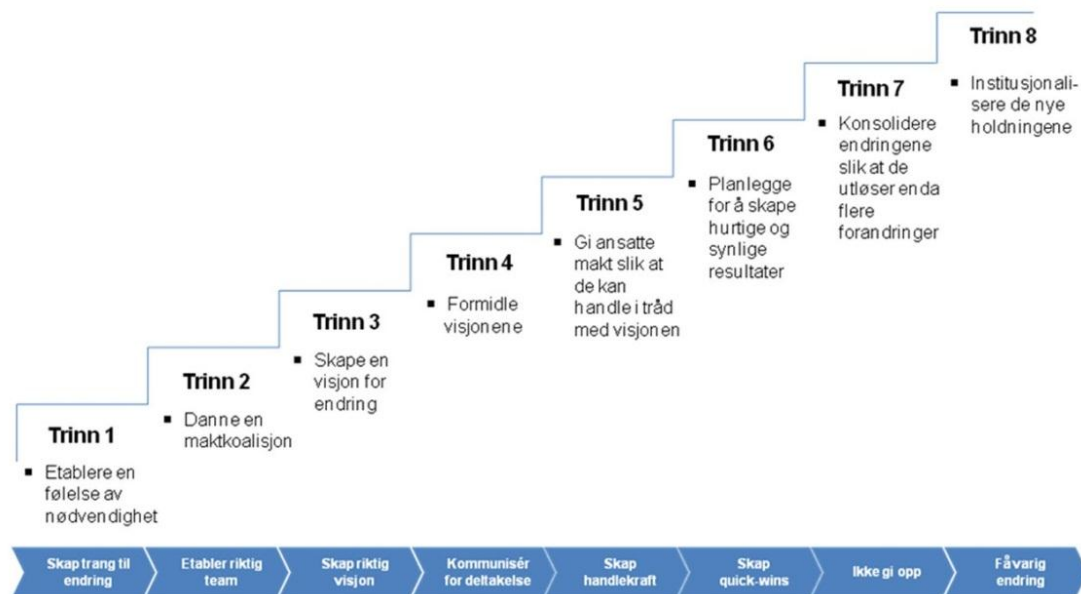 Trinn 1
Etablere en
følelse av
nødvendighet
Trinn 2
Danne en
maktkoalisjon
Trinn 3
Skape en
visjon for
endring
Trinn 4
Formidle
visjonene
Trinn 5
Gi ansatte
makt slik at
de kan
handle i tråd
med visjonen
Trinn 6
Planlegge
for å skape
hurtige og
synlige
resultater
Trinn 7
Konsolidere
endringene
slik at de
utløser enda
flere
forandringer
Trinn 8
Institusjonali-
sere de nye
holdningene
Skap trang til
endring
Etabler riktig
team
Skap riktig
visjon
Kommunisér
for deltakelse
Skap
handlekraft
Skap
quick-wins
Ikke gi opp
Få varig
endring